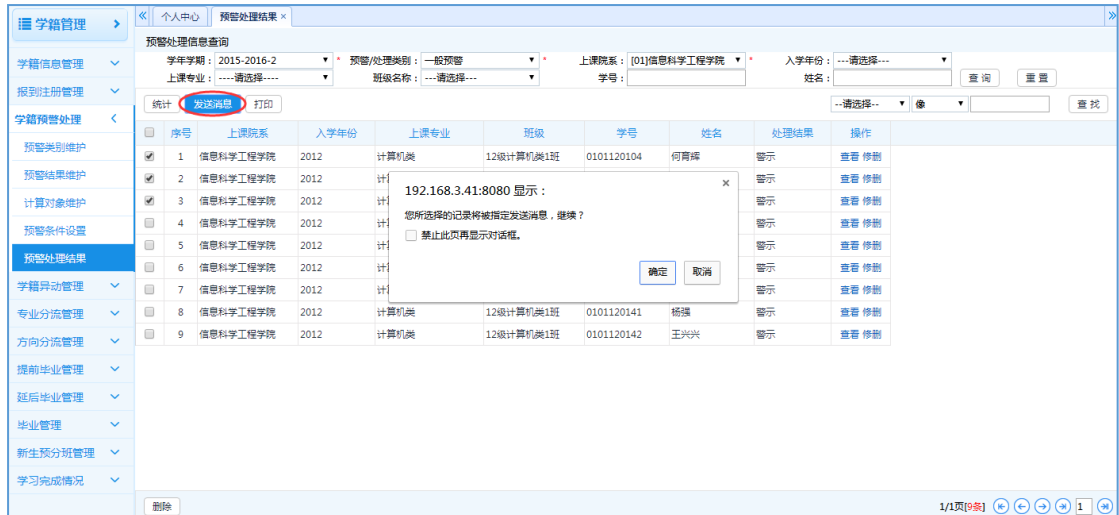 学籍管理
个人中心 预警处理结果 ×
预警处理信息查询
学年学期: 2015-2016-2 * 预警/处理类别: 一般预警 * 上课院系: [01]信息科学工程学院 * 入学年份: ---请选择---
上课专业: ----请选择---- 班级名称: ---请选择--- 学号: 姓名: 查 询 重 置
统计 发送消息 打印 --请选择-- 像 查 找
序号 上课院系 入学年份 上课专业 班级 学号 姓名 处理结果 操作
1 信息科学工程学院 2012 计算机类 12级计算机类1班 0101120104 何育辉 警示 查看 修删
2 信息科学工程学院 2012 警示 查看 修删
3 信息科学工程学院 2012 警示 查看 修删
4 信息科学工程学院 2012 警示 查看 修删
5 信息科学工程学院 2012 警示 查看 修删
6 信息科学工程学院 2012 警示 查看 修删
7 信息科学工程学院 2012 警示 查看 修删
8 信息科学工程学院 2012 计算机类 12级计算机类1班 0101120141 杨强 警示 查看 修删
9 信息科学工程学院 2012 计算机类 12级计算机类1班 0101120142 王兴兴 警示 查看 修删
192.168.3.41:8080 显示: ×
您所选择的记录将被指定发送消息，继续？
禁止此页再显示对话框。
确定 取消
学籍信息管理
报到注册管理
学籍预警处理
预警类别维护
预警结果维护
计算对象维护
预警条件设置
预警处理结果
学籍异动管理
专业分流管理
方向分流管理
提前毕业管理
延后毕业管理
毕业管理
新生预分班管理
学习完成情况
删除 1/1页[9条] 1